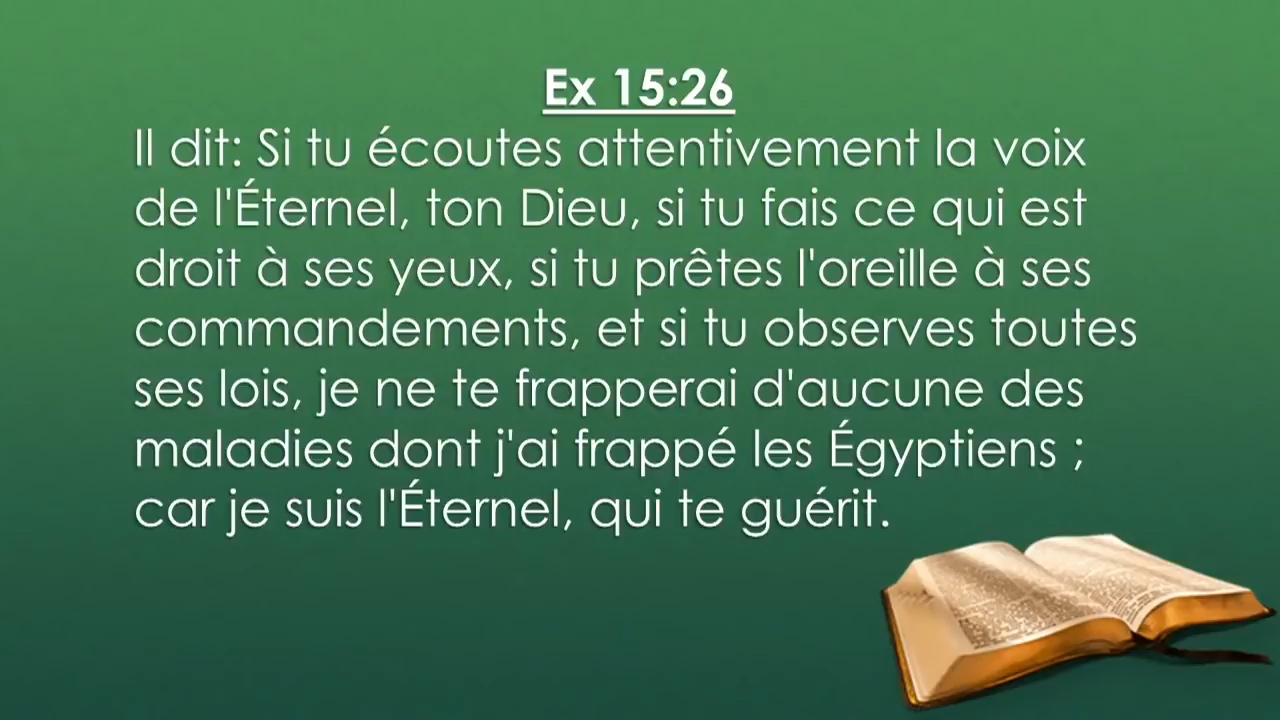 Ex 15:26
Il dit: Si tu écoutes attentivement la voix
de l'Éternel, ton Dieu, si tu fais ce qui est
droit à ses yeux, si tu prêtes l'oreille à ses
commandements, et si tu observes toutes
ses lois, je ne te frapperai d'aucune des
maladies dont j'ai frappé les Égyptiens ;
car je suis l'Éternel, qui te guérit.